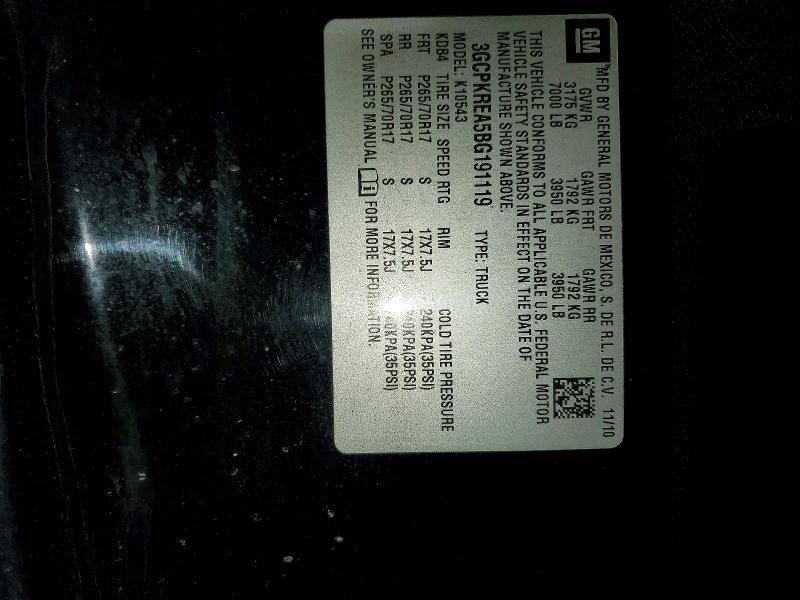 GM
MFD BY GENERAL MOTORS DE MEXICO, S. DE R.L. DE C.V. 11/10
GVWR GAWR FRT GAWR RR
3175 KG 1792 KG 1792 KG
7000 LB 3950 LB 3950 LB
THIS VEHICLE CONFORMS TO ALL APPLICABLE U.S. FEDERAL MOTOR
VEHICLE SAFETY STANDARDS IN EFFECT ON THE DATE OF
MANUFACTURE SHOWN ABOVE.
3GCPKREA5BG191119 TYPE: TRUCK
MODEL: K10543
KDB4 TIRE SIZE SPEED RTG RIM COLD TIRE PRESSURE
FRT P265/70R17 S 17X7.5J 240KPA(35PSI)
RR P265/70R17 S 17X7.5J 240KPA(35PSI)
SPA P265/70R17 S 17X7.5J 240KPA(35PSI)
SEE OWNER'S MANUAL i FOR MORE INFORMATION